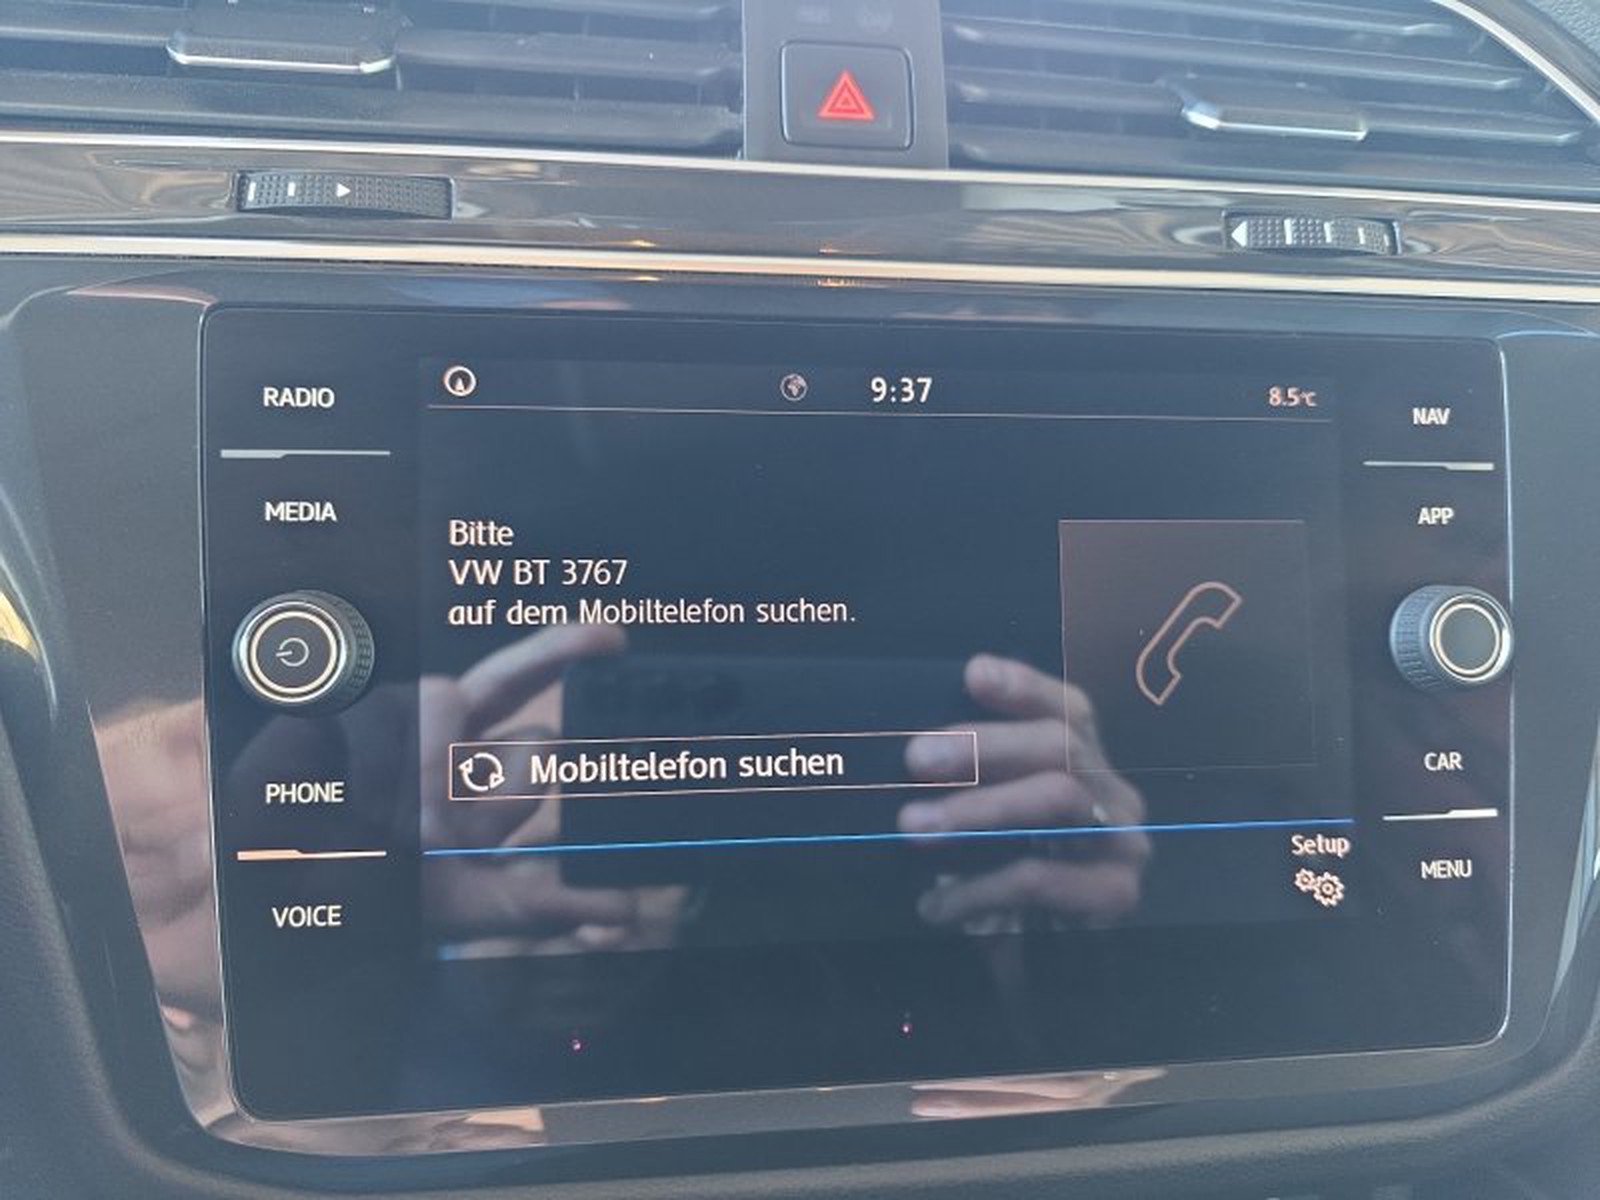 RADIO
MEDIA
PHONE
VOICE
9:37
8.5°C
Bitte
VW BT 3767
auf dem Mobiltelefon suchen.
Mobiltelefon suchen
Setup
NAV
APP
CAR
MENU